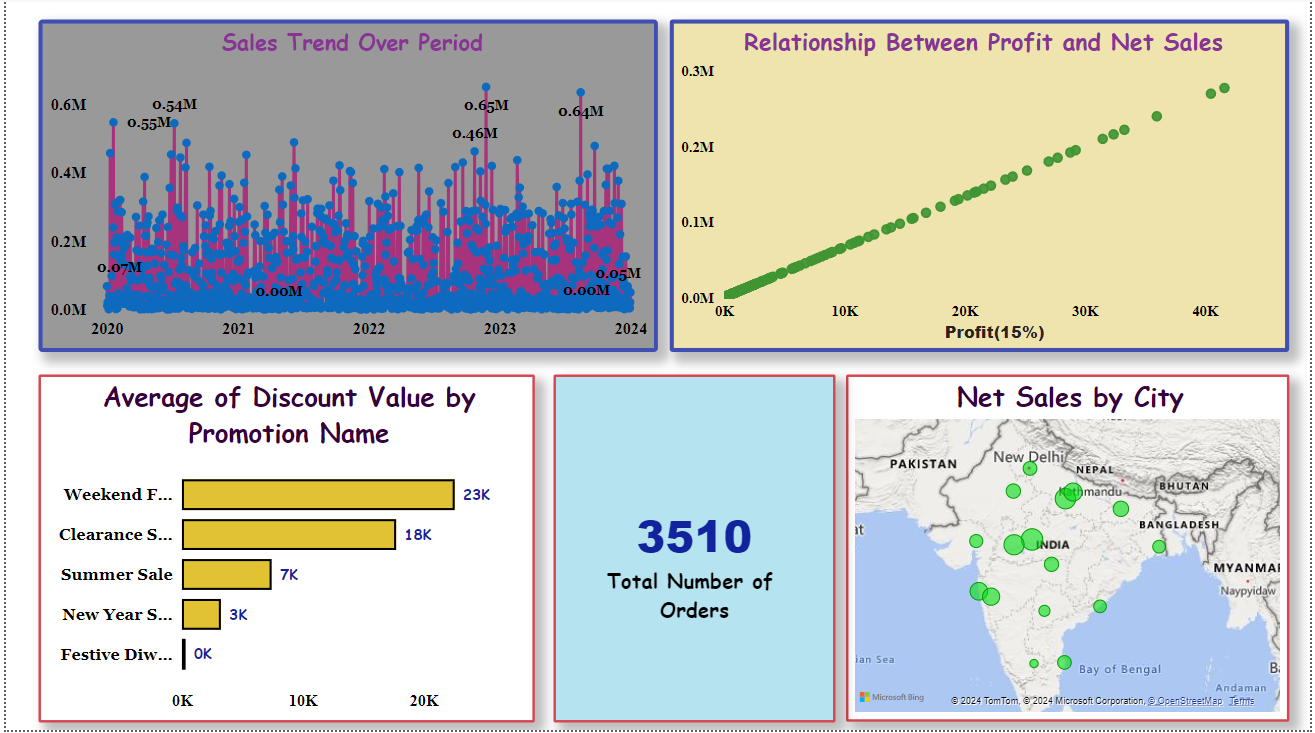 Sales Trend Over Period
0.6M
0.4M
0.2M
0.0M
0.54M
0.55M
0.65M
0.46M
0.64M
0.07M
0.00M
0.05M
0.00M
2020
2021
2022
2023
2024
Relationship Between Profit and Net Sales
0.3M
0.2M
0.1M
0.0M
0K
10K
20K
30K
40K
Profit(15%)
Average of Discount Value by
Promotion Name
Weekend F... 23K
Clearance S... 18K
Summer Sale 7K
New Year S... 3K
Festive Diw... 0K
0K
10K
20K
3510
Total Number of
Orders
Net Sales by City
New Delhi
PAKISTAN
NEPAL
Kathmandu
BHUTAN
at
BANGLADESH
INDIA
MYANMAR
Naypyidaw
ian Sea
Bay of Bengal
B
Andaman
Microsoft Bing
© 2024 TomTom, © 2024 Microsoft Corporation, © OpenStreetMap Terms